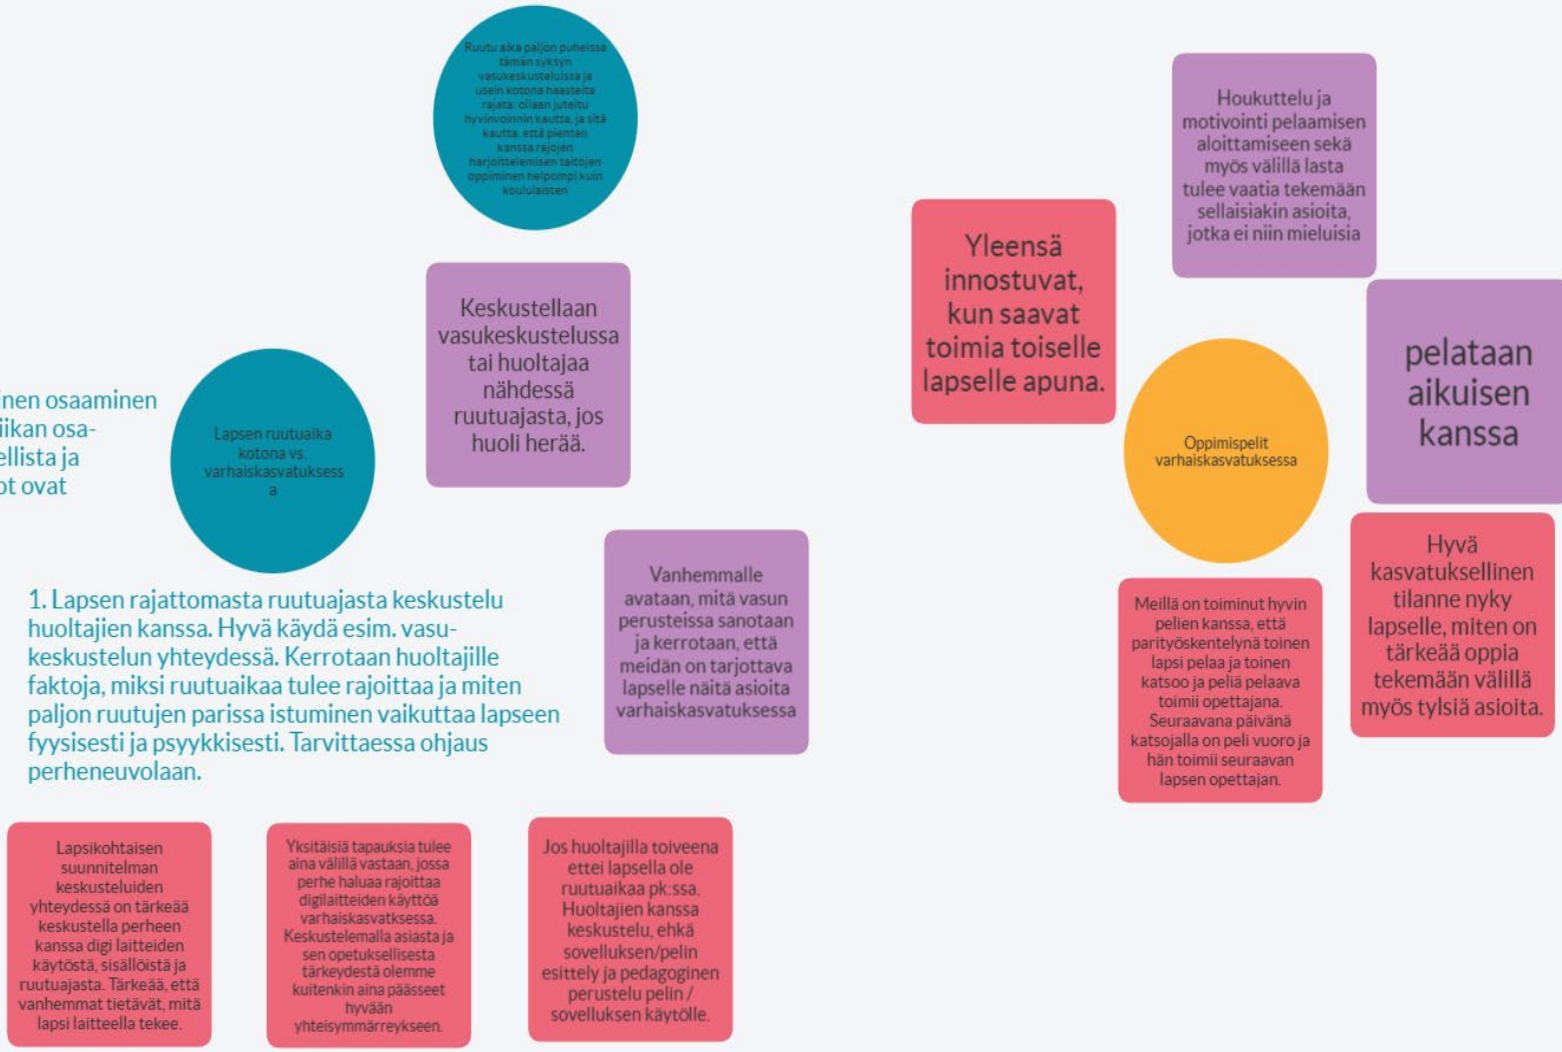 Ruutu aika paljon puheissa
tämän syksyn
vasukeskusteluissa ja
usein kotona haasteita
rajata: ollaan juteltu
hyvinvoinnin kautta, ja sitä
kautta, että pienten
kanssa rajojen
harjoittelemisen taitojen
oppiminen helpompi kuin
koululaisten
Keskustellaan
vasukeskustelussa
tai huoltajaa
nähdessä
ruutuajasta, jos
huoli herää.
inen osaaminen
iikan osa-
ellista ja
ot ovat
Lapsen ruutuaika
kotona vs.
varhaiskasvatuksess
a
1. Lapsen rajattomasta ruutuajasta keskustelu
huoltajien kanssa. Hyvä käydä esim. vasu-
keskustelun yhteydessä. Kerrotaan huoltajille
faktoja, miksi ruutuaikaa tulee rajoittaa ja miten
paljon ruutujen parissa istuminen vaikuttaa lapseen
fyysisesti ja psyykkisesti. Tarvittaessa ohjaus
perheneuvolaan.
Vanhemmalle
avataan, mitä vasun
perusteissa sanotaan
ja kerrotaan, että
meidän on tarjottava
lapselle näitä asioita
varhaiskasvatuksessa
Lapsikohtaisen
suunnitelman
keskusteluiden
yhteydessä on tärkeää
keskustella perheen
kanssa digi laitteiden
käytöstä, sisällöistä ja
ruutuajasta. Tärkeää, että
vanhemmat tietävät, mitä
lapsi laitteella tekee.
Yksitäisiä tapauksia tulee
aina välillä vastaan, jossa
perhe haluaa rajoittaa
digilaitteiden käyttöä
varhaiskasvatksessa.
Keskustelemalla asiasta ja
sen opetuksellisesta
tärkeydestä olemme
kuitenkin aina päässeet
hyvään
yhteisymmärreykseen.
Jos huoltajilla toiveena
ettei lapsella ole
ruutuaikaa pk:ssa.
Huoltajien kanssa
keskustelu, ehkä
sovelluksen/pelin
esittely ja pedagoginen
perustelu pelin /
sovelluksen käytölle.
Houkuttelu ja
motivointi pelaamisen
aloittamiseen sekä
myös välillä lasta
tulee vaatia tekemään
sellaisiakin asioita,
jotka ei niin mieluisia
Yleensä
innostuvat,
kun saavat
toimia toiselle
lapselle apuna.
Oppimispelit
varhaiskasvatuksessa
pelataan
aikuisen
kanssa
Meillä on toiminut hyvin
pelien kanssa, että
parityöskentelynä toinen
lapsi pelaa ja toinen
katsoo ja peliä pelaava
toimii opettajana.
Seuraavana päivänä
katsojalla on peli vuoro ja
hän toimii seuraavan
lapsen opettajan.
Hyvä
kasvatuksellinen
tilanne nyky
lapselle, miten on
tärkeää oppia
tekemään välillä
myös tylsiä asioita.